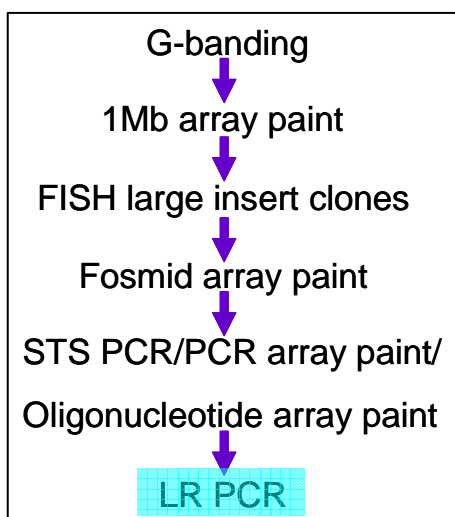 G-banding
1Mb array paint
FISH large insert clones
Fosmid array paint
STS PCR/PCR array paint/
Oligonucleotide array paint
LR PCR